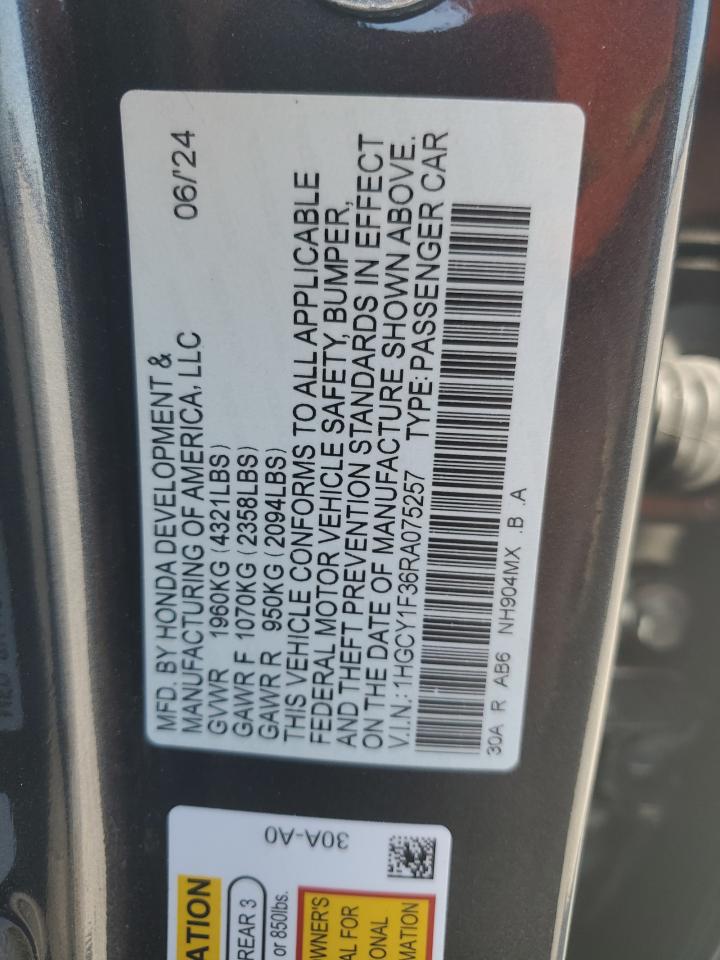 MFD. BY HONDA DEVELOPMENT &
MANUFACTURING OF AMERICA, LLC 06/'24
GVWR 1960KG (4321LBS)
GAWR F 1070KG (2358LBS)
GAWR R 950KG (2094LBS)
THIS VEHICLE CONFORMS TO ALL APPLICABLE
FEDERAL MOTOR VEHICLE SAFETY, BUMPER,
AND THEFT PREVENTION STANDARDS IN EFFECT
ON THE DATE OF MANUFACTURE SHOWN ABOVE.
V.I.N.: 1HGCY1F36RA075257 TYPE: PASSENGER CAR
30A R AB6 NH904MX .B .A
30A-A0
ATION
REAR 3
or 850lbs.
OWNER'S
AL FOR
IONAL
MATION